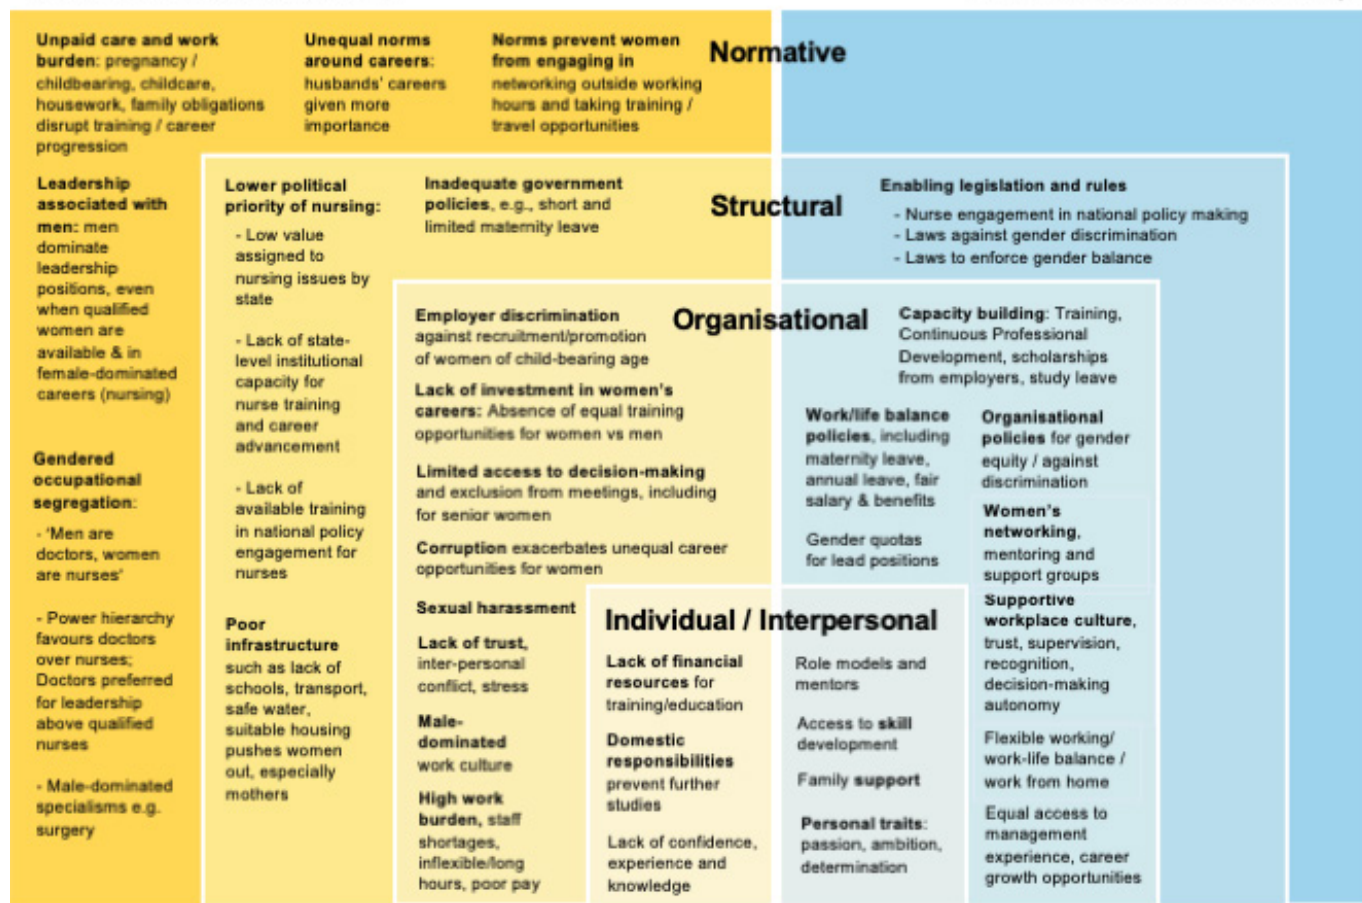 Unpaid care and work
burden: pregnancy /
childbearing, childcare,
housework, family obligations
disrupt training / career
progression
Unequal norms
around careers:
husbands' careers
given more
importance
Norms prevent women
from engaging in
networking outside working
hours and taking training /
travel opportunities
Normative
Leadership
associated with
men: men
dominate
leadership
positions, even
when qualified
women are
available & in
female-dominated
careers (nursing)
Gendered
occupational
segregation:
- 'Men are
doctors, women
are nurses'
- Power hierarchy
favours doctors
over nurses;
Doctors preferred
for leadership
above qualified
nurses
- Male-dominated
specialisms e.g.
surgery
Lower political
priority of nursing:
- Low value
assigned to
nursing issues by
state
- Lack of state-
level institutional
capacity for
nurse training
and career
advancement
- Lack of
available training
in national policy
engagement for
nurses
Poor
infrastructure
such as lack of
schools, transport,
safe water,
suitable housing
pushes women
out, especially
mothers
Inadequate government
policies, e.g., short and
limited maternity leave
Structural
Enabling legislation and rules
- Nurse engagement in national policy making
- Laws against gender discrimination
- Laws to enforce gender balance
Employer discrimination
against recruitment/promotion
of women of child-bearing age
Lack of investment in women's
careers: Absence of equal training
opportunities for women vs men
Limited access to decision-making
and exclusion from meetings, including
for senior women
Corruption exacerbates unequal career
opportunities for women
Sexual harassment
Lack of trust,
inter-personal
conflict, stress
Male-
dominated
work culture
High work
burden, staff
shortages,
inflexible/long
hours, poor pay
Organisational
Capacity building: Training,
Continuous Professional
Development, scholarships
from employers, study leave
Work/life balance
policies, including
maternity leave,
annual leave, fair
salary & benefits
Gender quotas
for lead positions
Organisational
policies for gender
equity / against
discrimination
Women's
networking,
mentoring and
support groups
Supportive
workplace culture,
trust, supervision,
recognition,
decision-making
autonomy
Flexible working/
work-life balance /
work from home
Equal access to
management
experience, career
growth opportunities
Individual / Interpersonal
Lack of financial
resources for
training/education
Domestic
responsibilities
prevent further
studies
Lack of confidence,
experience and
knowledge
Role models and
mentors
Access to skill
development
Family support
Personal traits:
passion, ambition,
determination